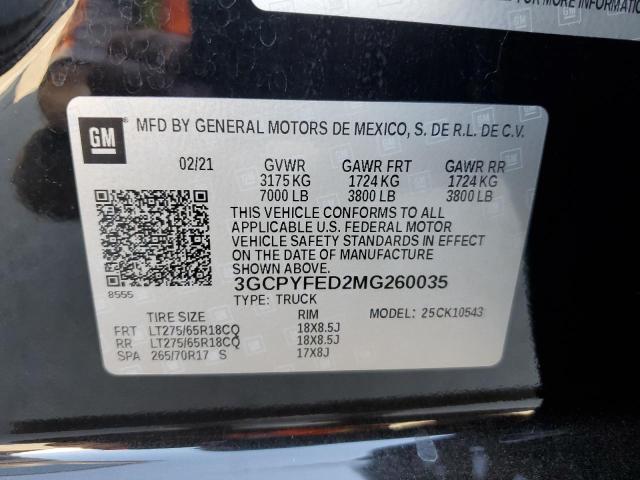 FOR MORE INFORMATION
GM
MFD BY GENERAL MOTORS DE MEXICO, S. DE R.L. DE C.V.
02/21 GVWR GAWR FRT GAWR RR
3175 KG 1724 KG 1724 KG
7000 LB 3800 LB 3800 LB
THIS VEHICLE CONFORMS TO ALL
APPLICABLE U.S. FEDERAL MOTOR
VEHICLE SAFETY STANDARDS IN EFFECT
ON THE DATE OF MANUFACTURE
SHOWN ABOVE.
8555
3GCPYFED2MG260035
TYPE: TRUCK MODEL: 25CK10543
TIRE SIZE RIM
FRT LT275/65R18CQ 18X8.5J
RR LT275/65R18CQ 18X8.5J
SPA 265/70R17 S 17X8J